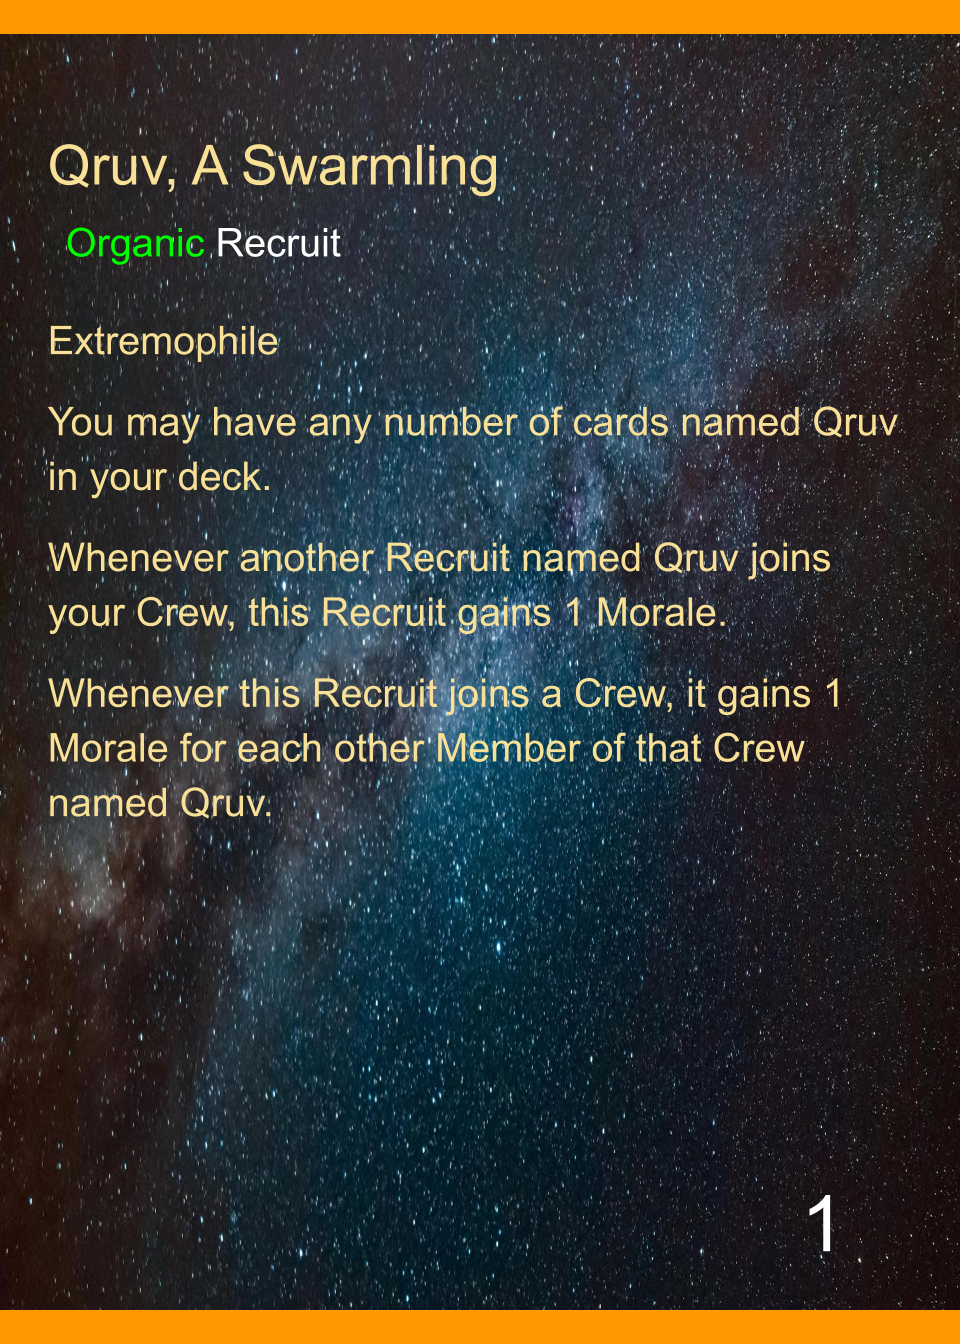 Qruv, A Swarmling
Organic Recruit
Extremophile
You may have any number of cards named Qruv
in your deck.
Whenever another Recruit named Qruv joins
your Crew, this Recruit gains 1 Morale.
Whenever this Recruit joins a Crew, it gains 1
Morale for each other Member of that Crew
named Qruv.
1